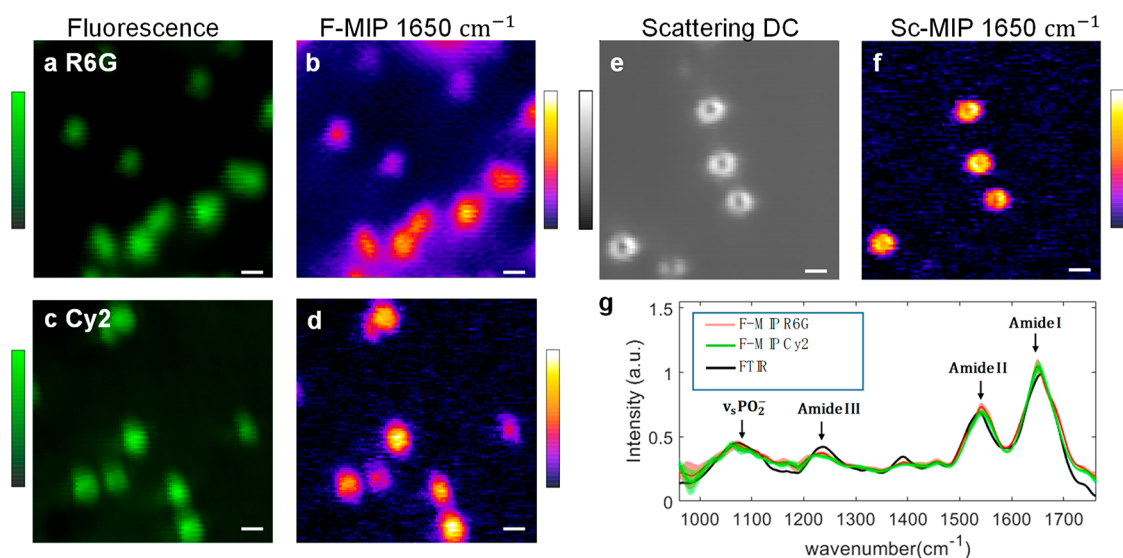 Fluorescence
F-MIP 1650 cm⁻¹
Scattering DC
Sc-MIP 1650 cm⁻¹
a R6G
b
e
f
c Cy2
d
g
1.5
1
0.5
0
Intensity (a.u.)
F-MIP R6G
F-MIP Cy2
FTIR
νₛPO₂⁻
Amide III
Amide II
Amide I
1000 1100 1200 1300 1400 1500 1600 1700
wavenumber(cm⁻¹)